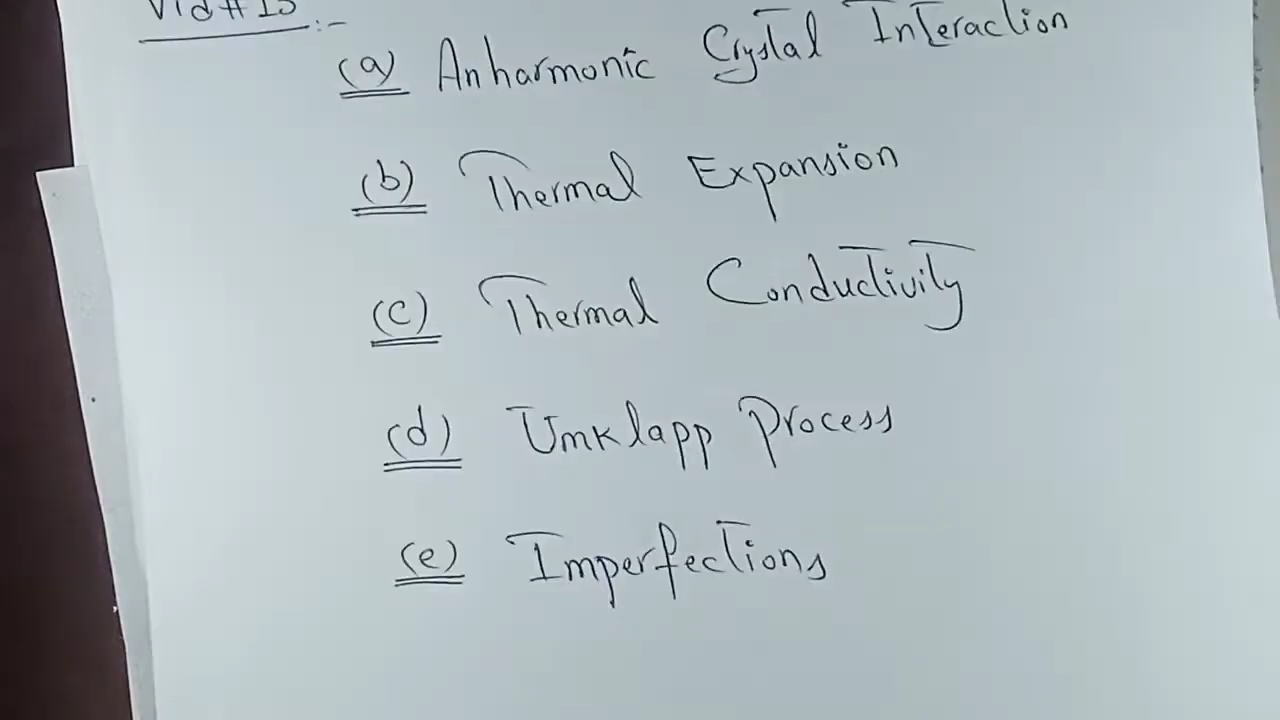 Vid # 15 :-
(a) Anharmonic Crystal Interaction
(b) Thermal Expansion
(c) Thermal Conductivity
(d) Umklapp Process
(e) Imperfections